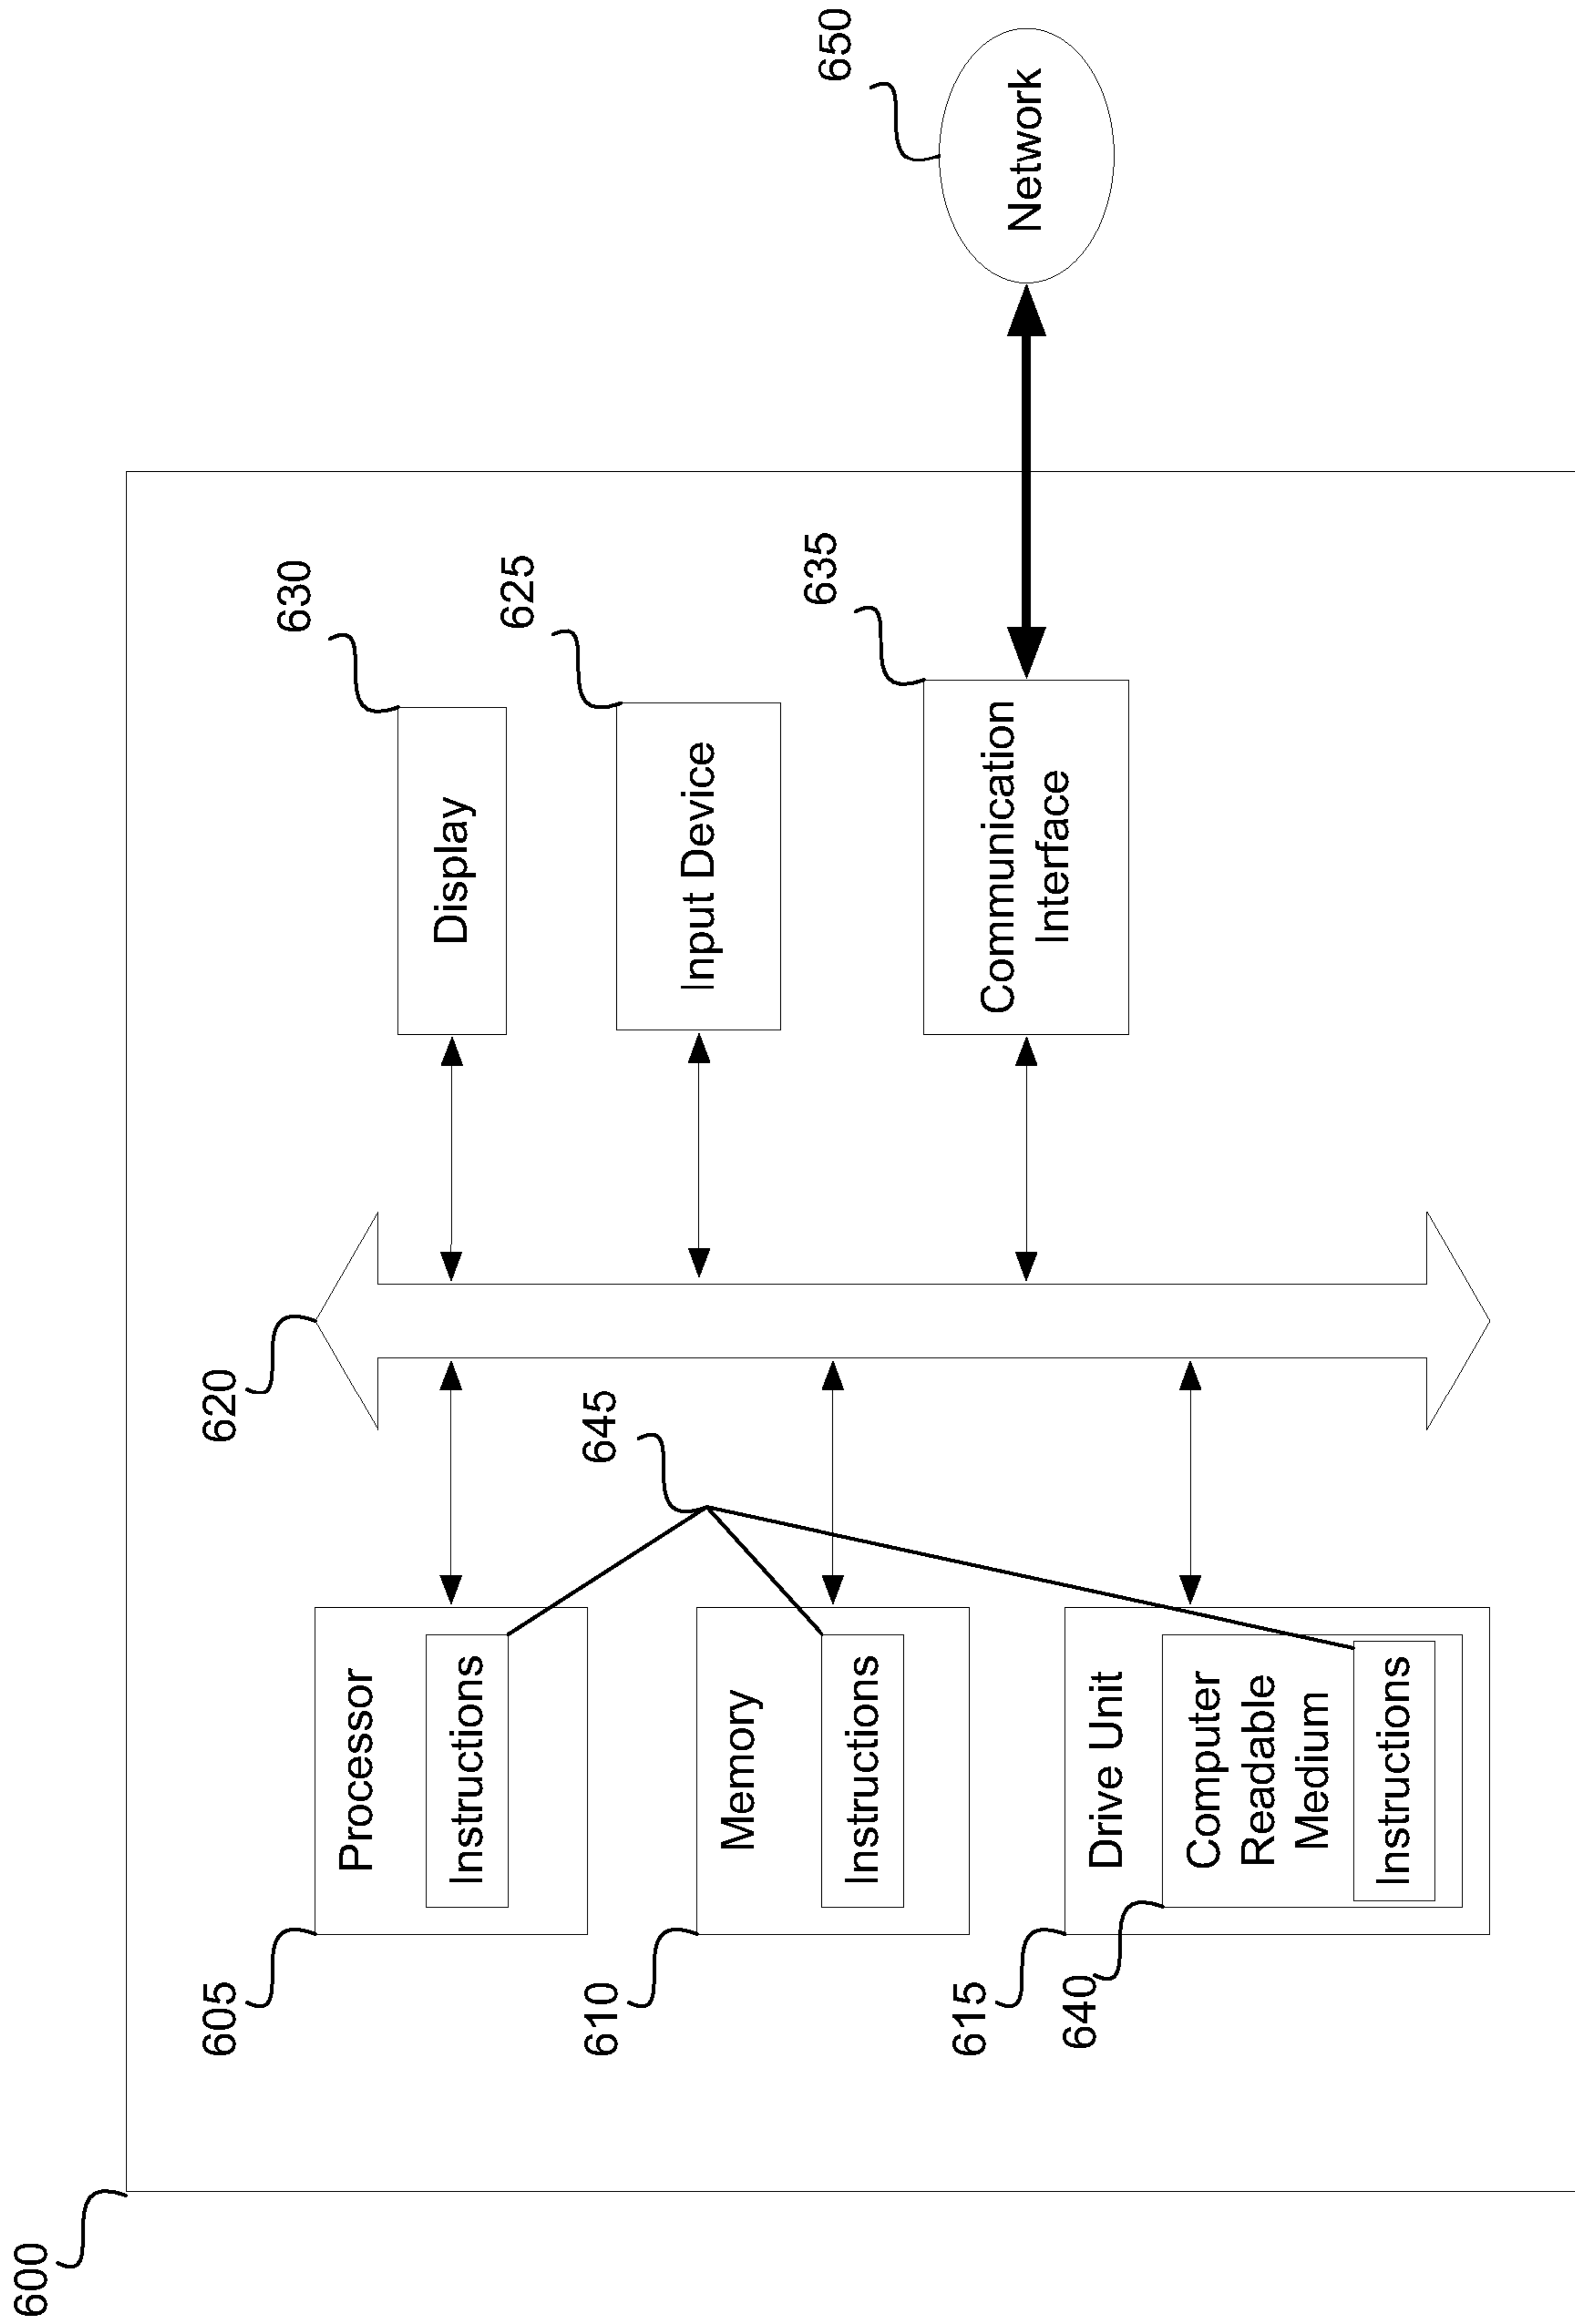 600
605
Processor
Instructions
610
Memory
Instructions
615
Drive Unit
640
Computer
Readable
Medium
Instructions
645
620
630
Display
625
Input Device
635
Communication
Interface
650
Network